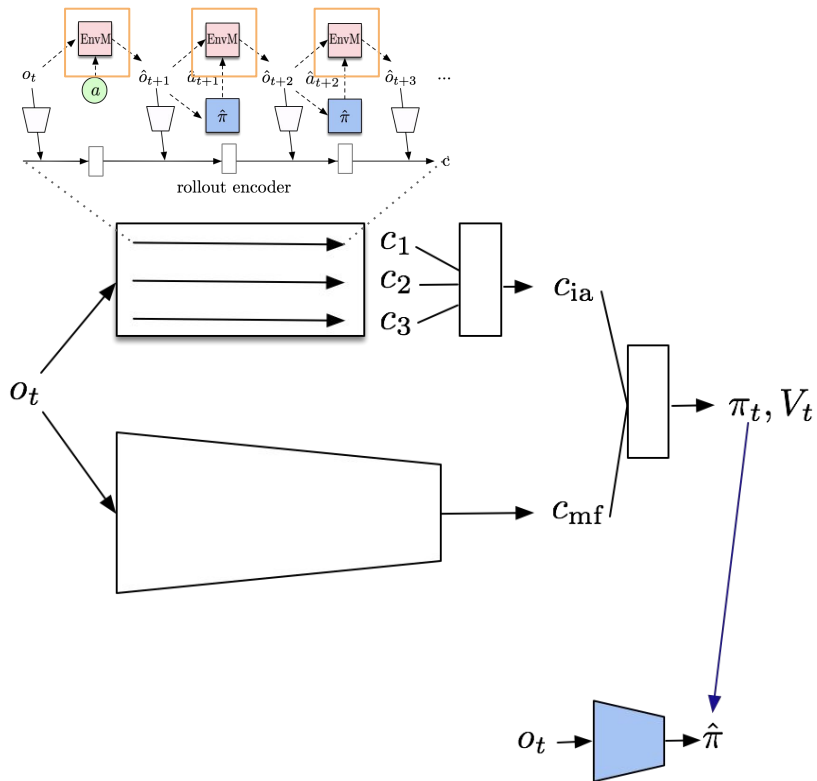 EnvM EnvM EnvM
o_t ô_{t+1} â_{t+1} ô_{t+2} â_{t+2} ô_{t+3} ...
a π̂ π̂
c
rollout encoder
c_1
c_2 c_ia
c_3
o_t π_t, V_t
c_mf
o_t π̂